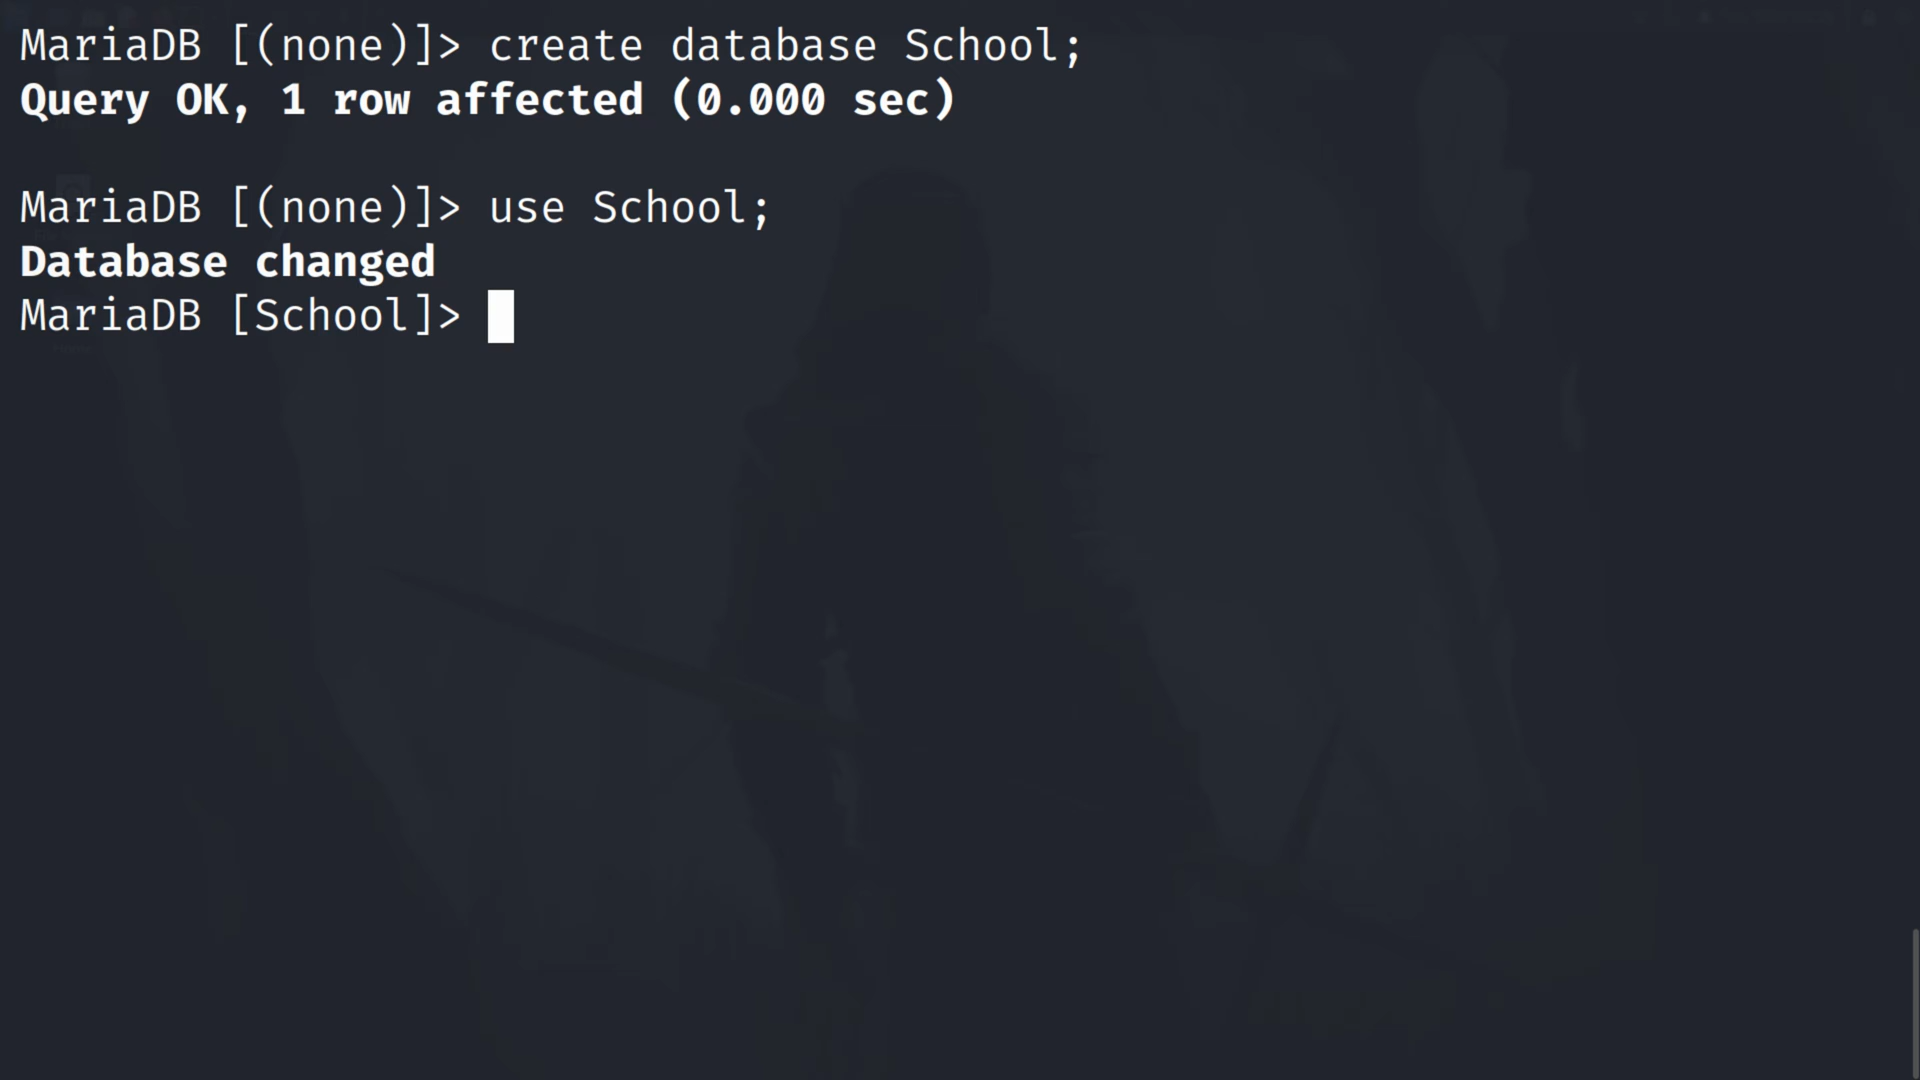 MariaDB [(none)]> create database School;
Query OK, 1 row affected (0.000 sec)
MariaDB [(none)]> use School;
Database changed
MariaDB [School]>
Home